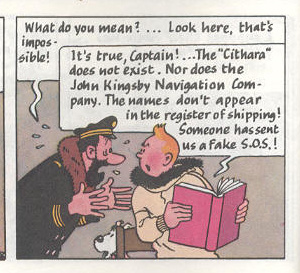 What do you mean? ... Look here, that's
impos-
sible!
It's true, Captain!...The "Cithara"
does not exist. Nor does the
John Kingsby Navigation Com-
pany. The names don't appear
in the register of shipping!
Someone has sent
us a fake S.O.S.!